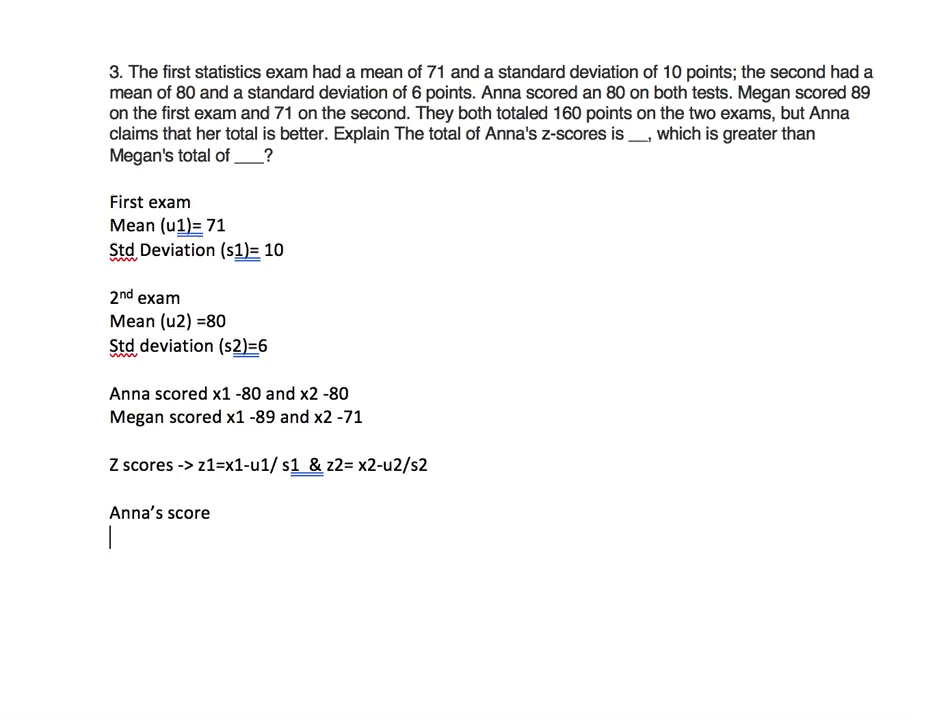 3. The first statistics exam had a mean of 71 and a standard deviation of 10 points; the second had a
mean of 80 and a standard deviation of 6 points. Anna scored an 80 on both tests. Megan scored 89
on the first exam and 71 on the second. They both totaled 160 points on the two exams, but Anna
claims that her total is better. Explain The total of Anna's z-scores is __, which is greater than
Megan's total of ___?
First exam
Mean (u1)= 71
Std Deviation (s1)= 10
2nd exam
Mean (u2) =80
Std deviation (s2)=6
Anna scored x1 -80 and x2 -80
Megan scored x1 -89 and x2 -71
Z scores -> z1=x1-u1/ s1 & z2= x2-u2/s2
Anna’s score